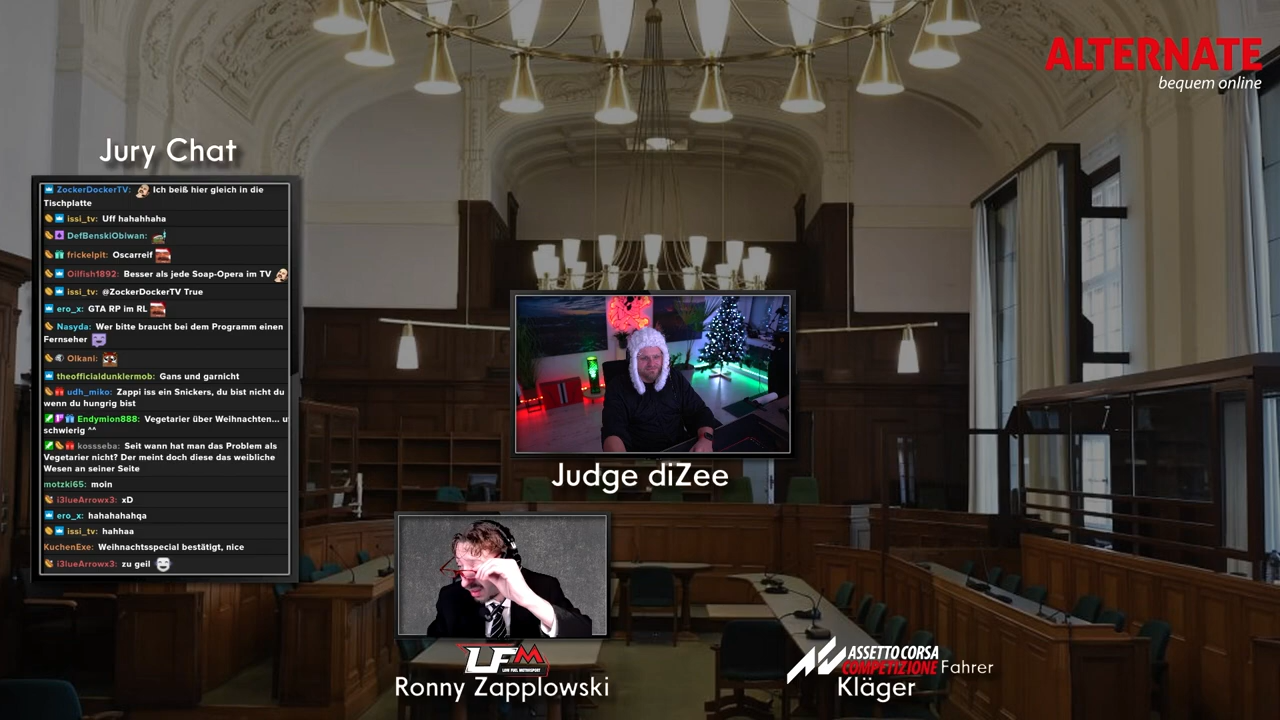 ALTERNATE
bequem online
Jury Chat
ZockerDockerTV: Ich beiß hier gleich in die
Tischplatte
issi_tv: Uff hahahhaha
DefBenskiObiwan:
frickelpit: Oscarreif
Oilfish1892: Besser als jede Soap-Opera im TV
issi_tv: @ZockerDockerTV True
ero_x: GTA RP im RL
Nasyda: Wer bitte braucht bei dem Programm einen
Fernseher
Olkani:
theofficialdunklermob: Gans und garnicht
udh_miko: Zappi iss ein Snickers, du bist nicht du
wenn du hungrig bist
Endymion888: Vegetarier über Weihnachten... u
schwierig ^^
kossseba: Seit wann hat man das Problem als
Vegetarier nicht? Der meint doch diese das weibliche
Wesen an seiner Seite
motzki65: moin
i3lueArrowx3: xD
ero_x: hahahahahqa
issi_tv: hahhaa
KuchenExe: Weihnachtsspecial bestätigt, nice
i3lueArrowx3: zu geil
Judge diZee
LFM
LOW FUEL MOTORSPORT
Ronny Zapplowski
ASSETTO CORSA
COMPETIZIONE Fahrer
Kläger